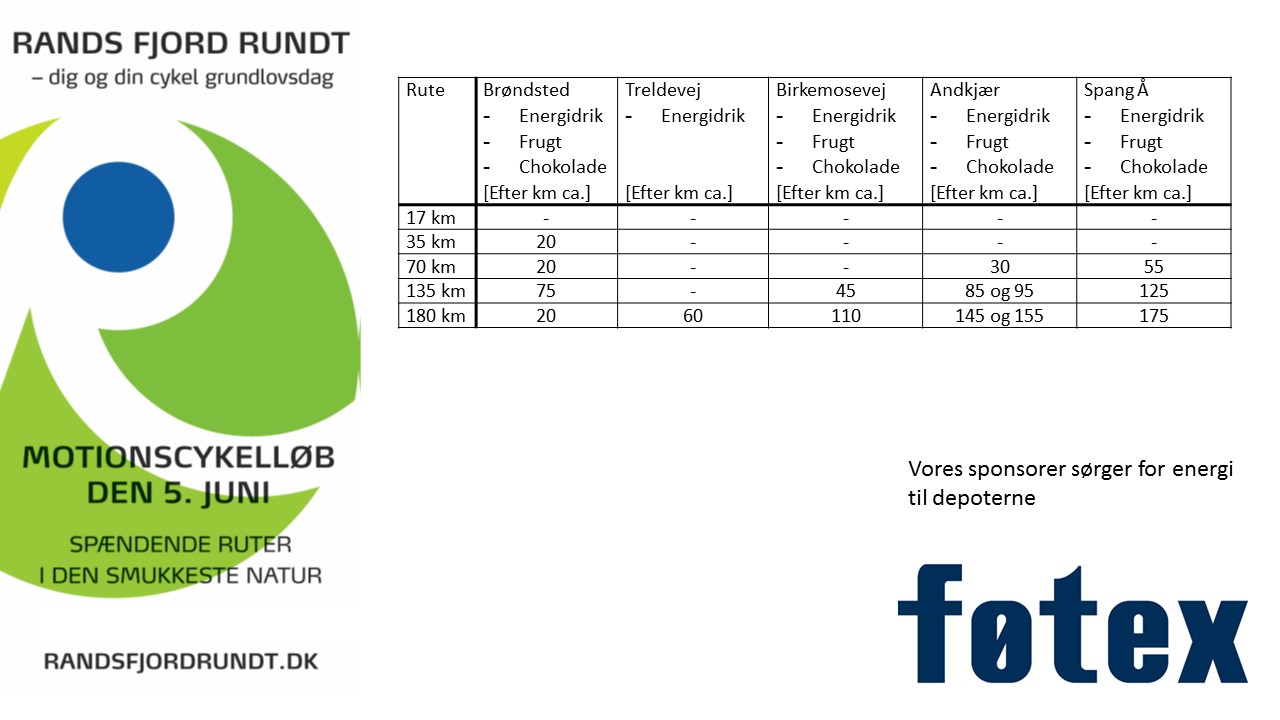 RANDS FJORD RUNDT
– dig og din cykel grundlovsdag
MOTIONSCYKELLØB
DEN 5. JUNI
SPÆNDENDE RUTER
I DEN SMUKKESTE NATUR
RANDSFJORDRUNDT.DK
Rute Brøndsted Treldevej Birkemosevej Andkjær Spang Å
- Energidrik - Energidrik - Energidrik - Energidrik - Energidrik
- Frugt - Frugt - Frugt - Frugt
- Chokolade - Chokolade - Chokolade - Chokolade
[Efter km ca.] [Efter km ca.] [Efter km ca.] [Efter km ca.] [Efter km ca.]
17 km - - - - -
35 km 20 - - - -
70 km 20 - - 30 55
135 km 75 - 45 85 og 95 125
180 km 20 60 110 145 og 155 175
Vores sponsorer sørger for energi
til depoterne
føtex